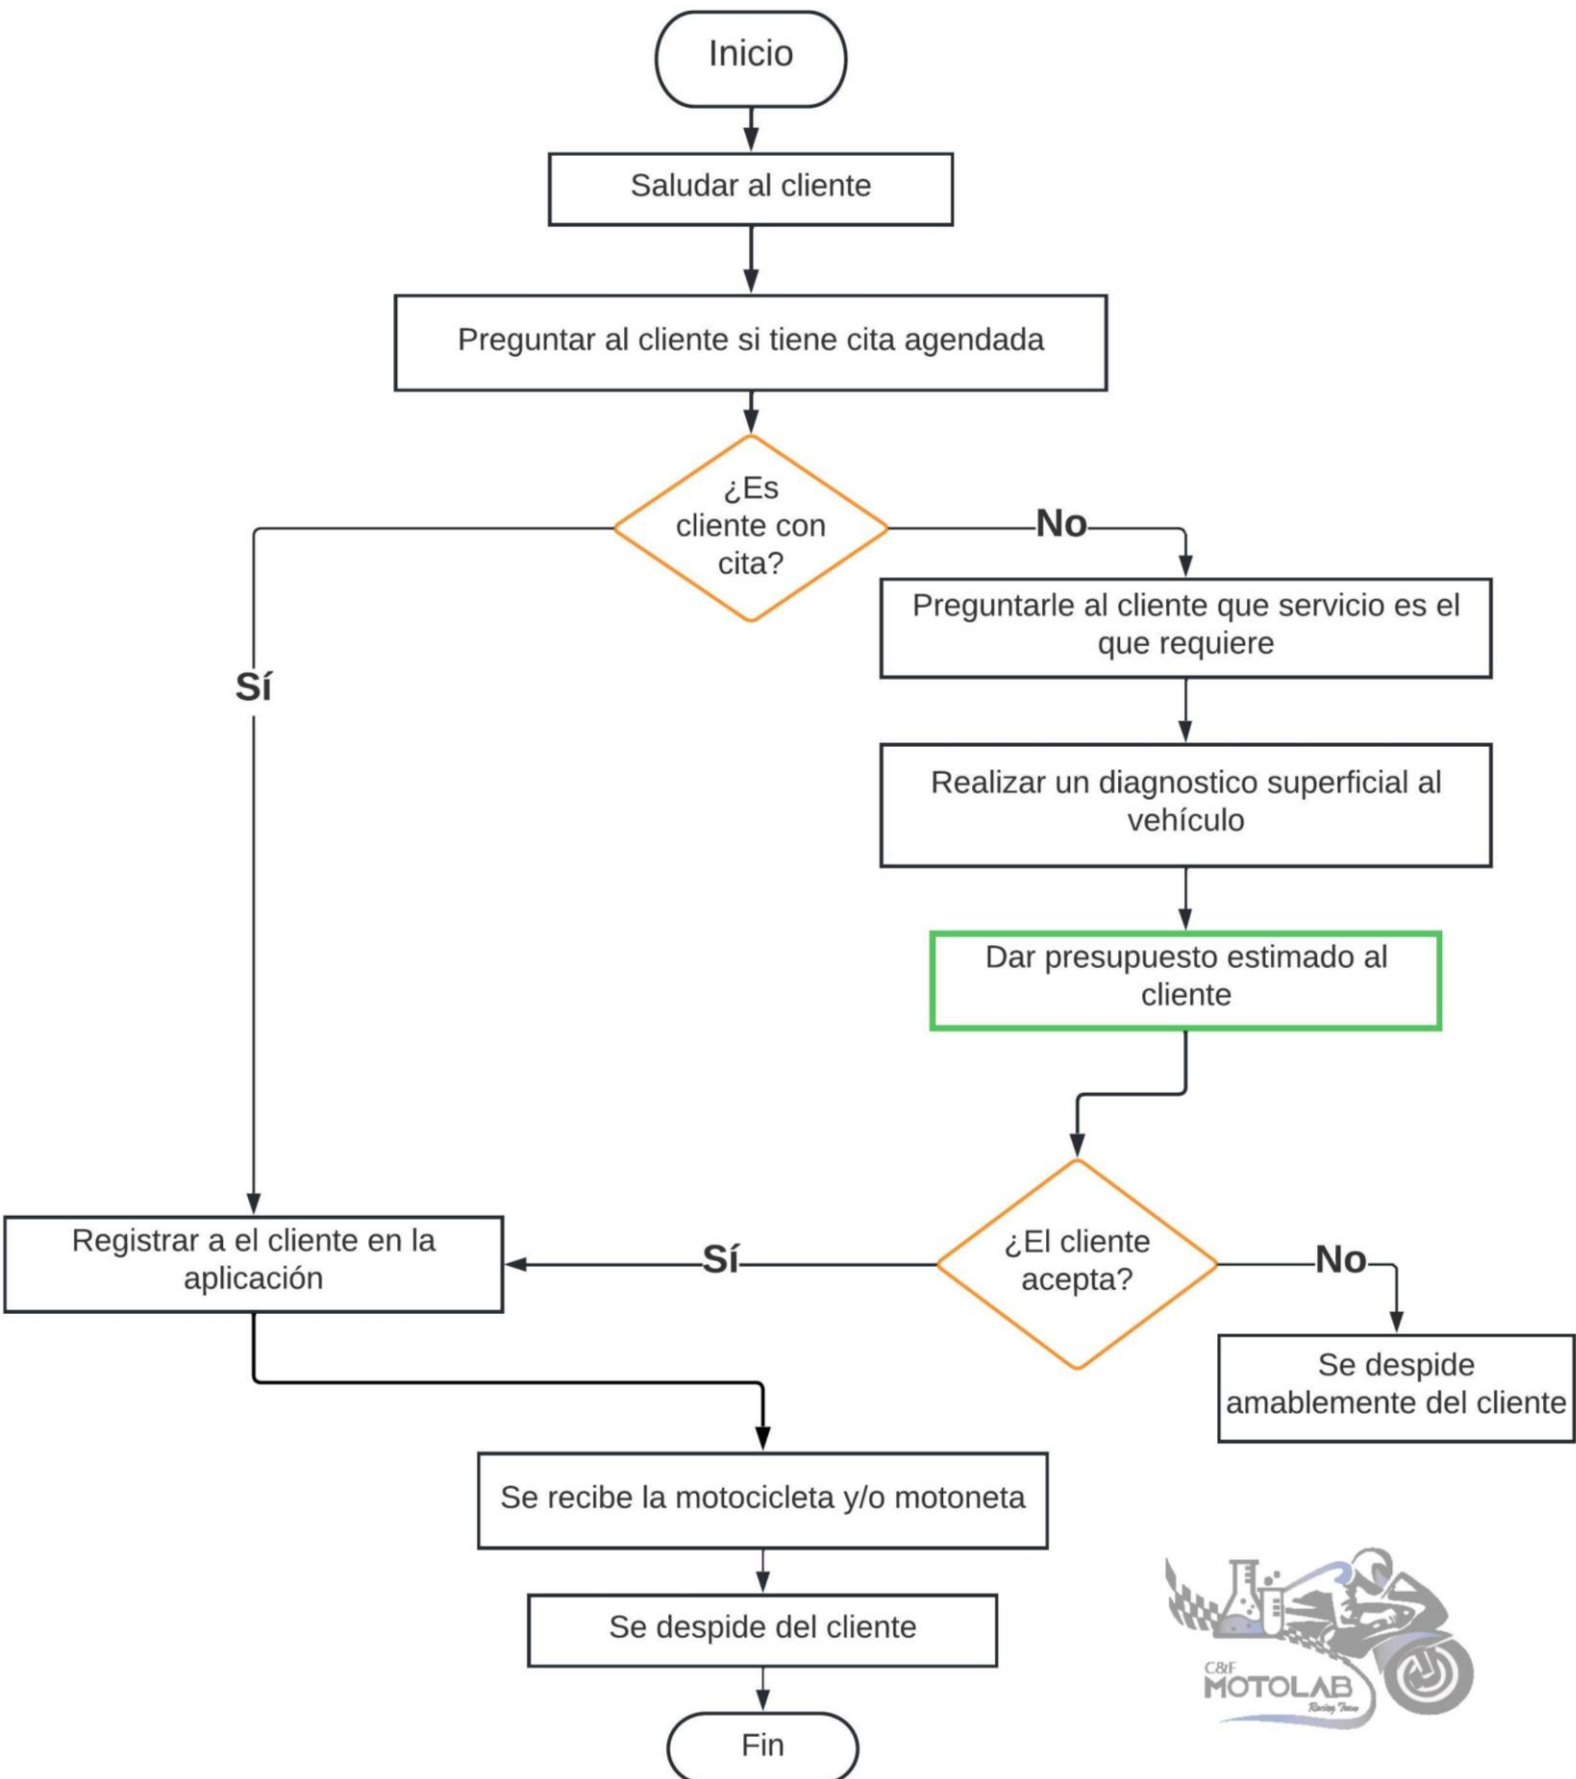 Inicio
Saludar al cliente
Preguntar al cliente si tiene cita agendada
¿Es
cliente con
cita?
No
Preguntarle al cliente que servicio es el
que requiere
Sí
Realizar un diagnostico superficial al
vehículo
Dar presupuesto estimado al
cliente
¿El cliente
acepta?
Sí
No
Registrar a el cliente en la
aplicación
Se despide
amablemente del cliente
Se recibe la motocicleta y/o motoneta
Se despide del cliente
Fin
C&F
MOTOLAB
Racing Team